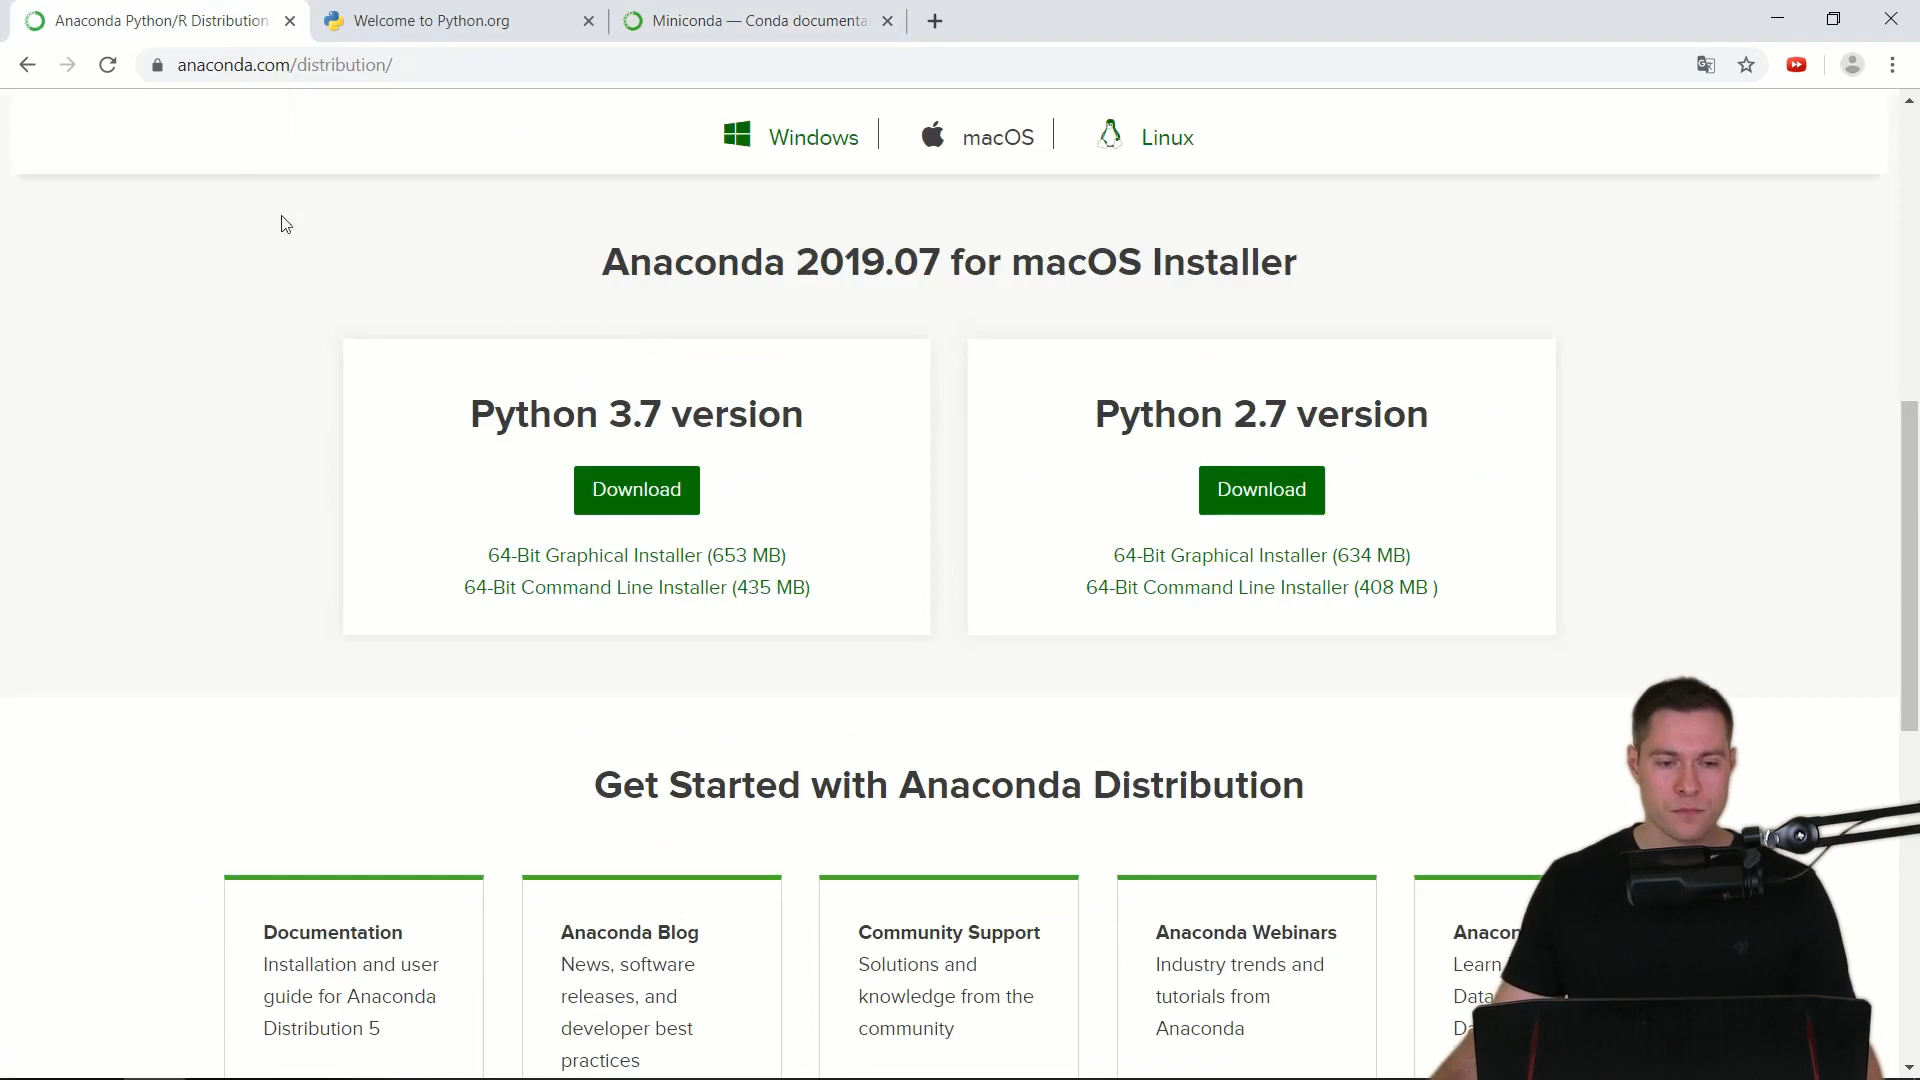 Anaconda Python/R Distribution
Welcome to Python.org
Miniconda — Conda documenta
anaconda.com/distribution/
Windows
macOS
Linux
Anaconda 2019.07 for macOS Installer
Python 3.7 version
Download
64-Bit Graphical Installer (653 MB)
64-Bit Command Line Installer (435 MB)
Python 2.7 version
Download
64-Bit Graphical Installer (634 MB)
64-Bit Command Line Installer (408 MB )
Get Started with Anaconda Distribution
Documentation
Installation and user
guide for Anaconda
Distribution 5
Anaconda Blog
News, software
releases, and
developer best
practices
Community Support
Solutions and
knowledge from the
community
Anaconda Webinars
Industry trends and
tutorials from
Anaconda
Anacon
Learn
Data